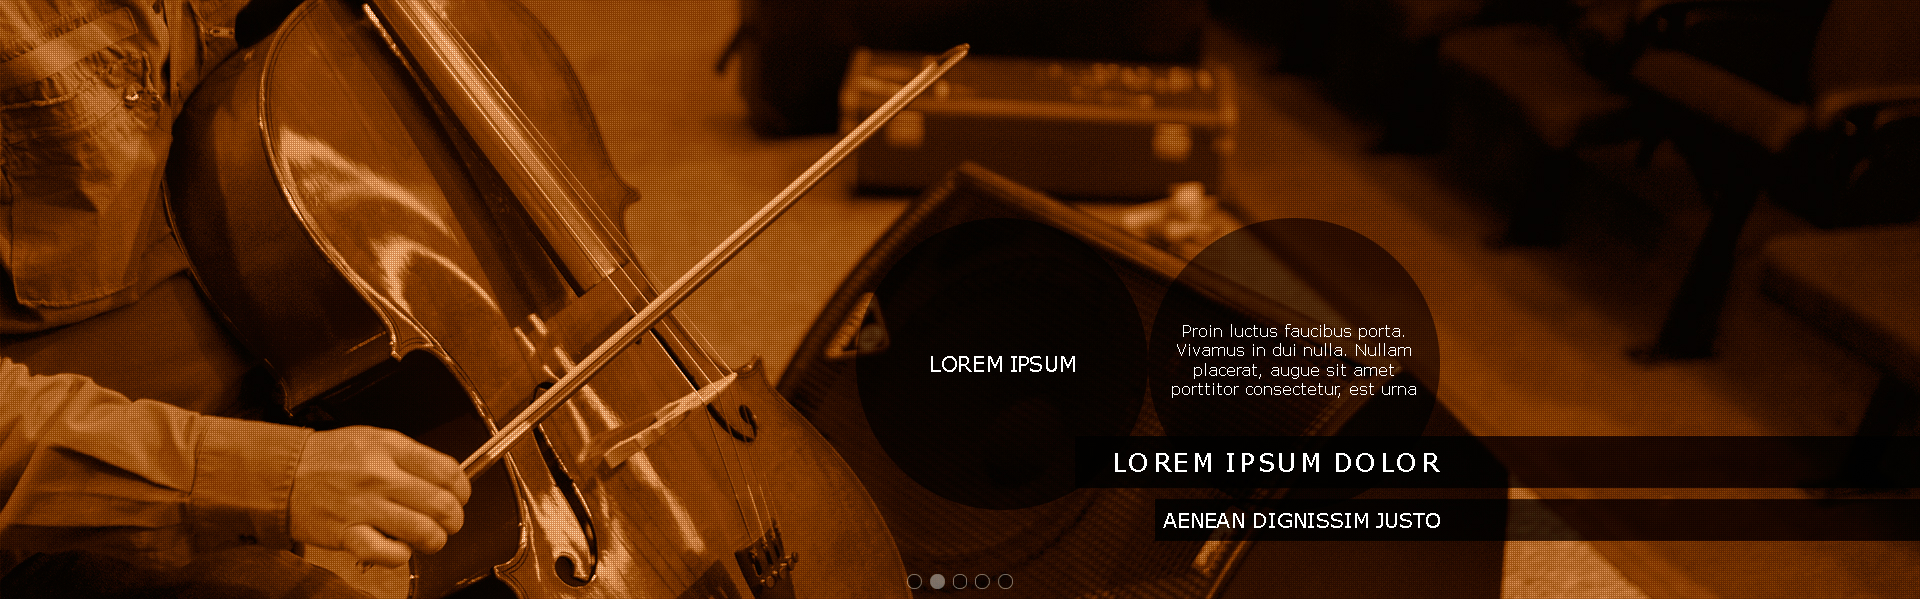 LOREM IPSUM
Proin luctus faucibus porta.
Vivamus in dui nulla. Nullam
placerat, augue sit amet
porttitor consectetur, est urna
LOREM IPSUM DOLOR
AENEAN DIGNISSIM JUSTO